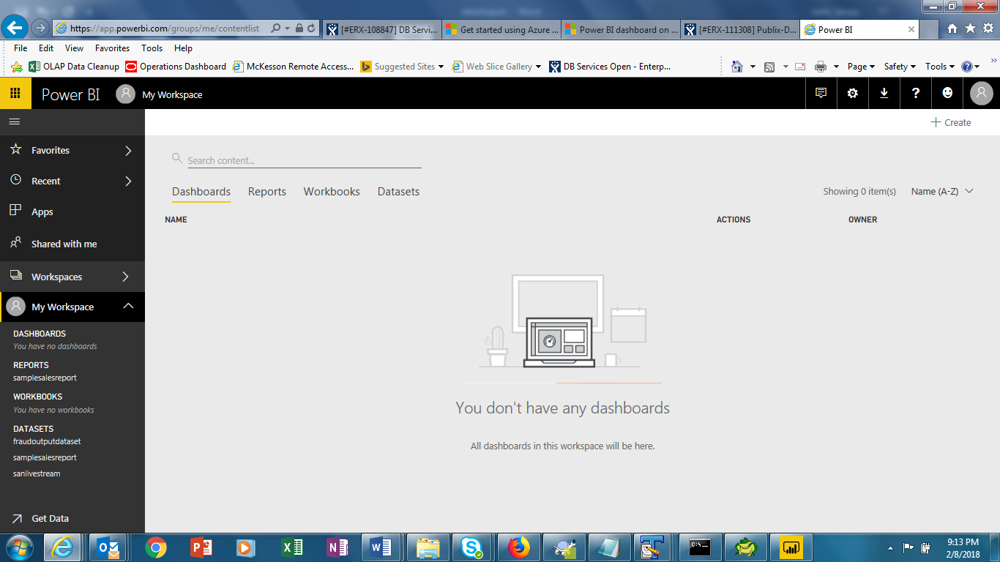 https://app.powerbi.com/groups/me/contentlist
[#ERX-108847] DB Servi...
Get started using Azure ...
Power BI dashboard on ...
[#ERX-111308] Publix-D...
Power BI
File Edit View Favorites Tools Help
OLAP Data Cleanup Operations Dashboard McKesson Remote Access... Suggested Sites Web Slice Gallery DB Services Open - Enterp... Page Safety Tools
Power BI My Workspace
Create
Favorites
Search content...
Recent
Dashboards Reports Workbooks Datasets Showing 0 item(s) Name (A-Z)
Apps
NAME ACTIONS OWNER
Shared with me
Workspaces
My Workspace
DASHBOARDS
You have no dashboards
REPORTS
samplesalesreport
WORKBOOKS
You have no workbooks
DATASETS
fraudoutputdataset
samplesalesreport
sanlivestream
You don't have any dashboards
All dashboards in this workspace will be here.
Get Data
9:13 PM
2/8/2018